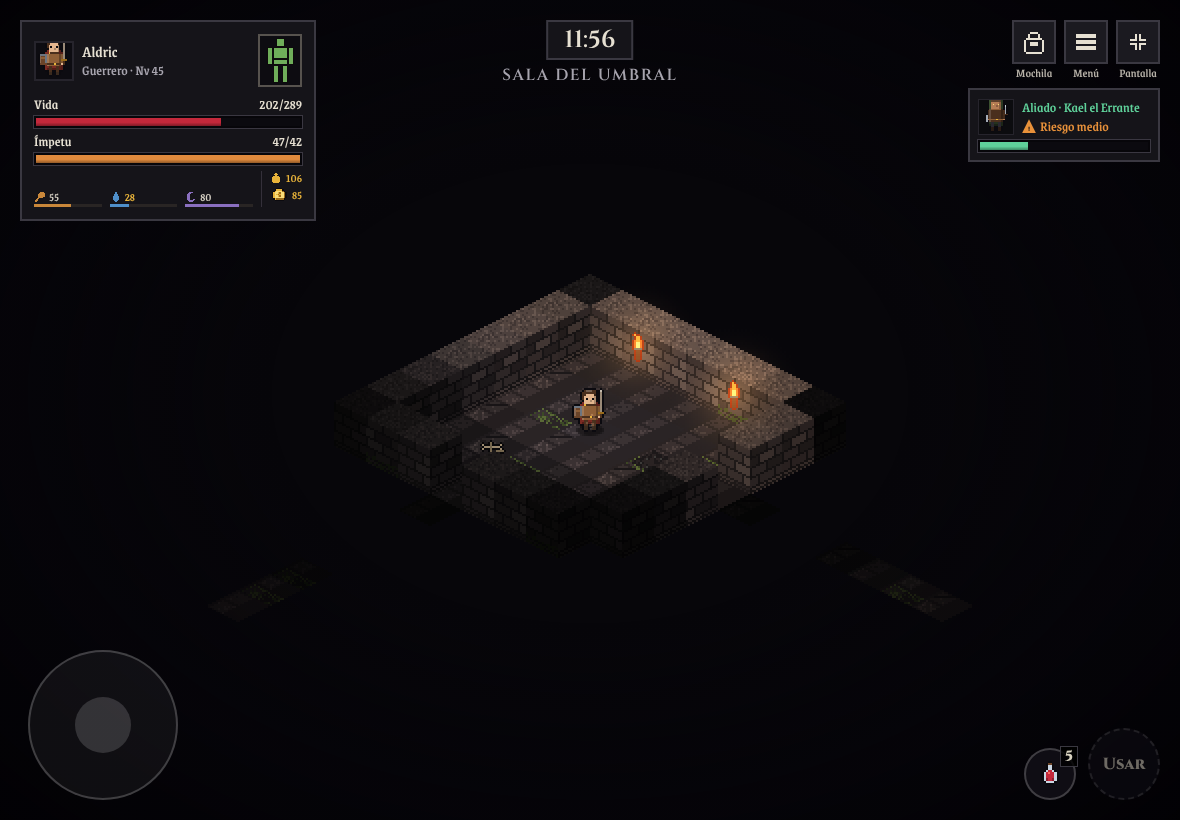 Aldric
Guerrero · Nv 45
Vida 202/289
Ímpetu 47/42
55 28 80
106
85
11:56
SALA DEL UMBRAL
Mochila Menú Pantalla
Aliado · Kael el Errante
Riesgo medio
5
USAR